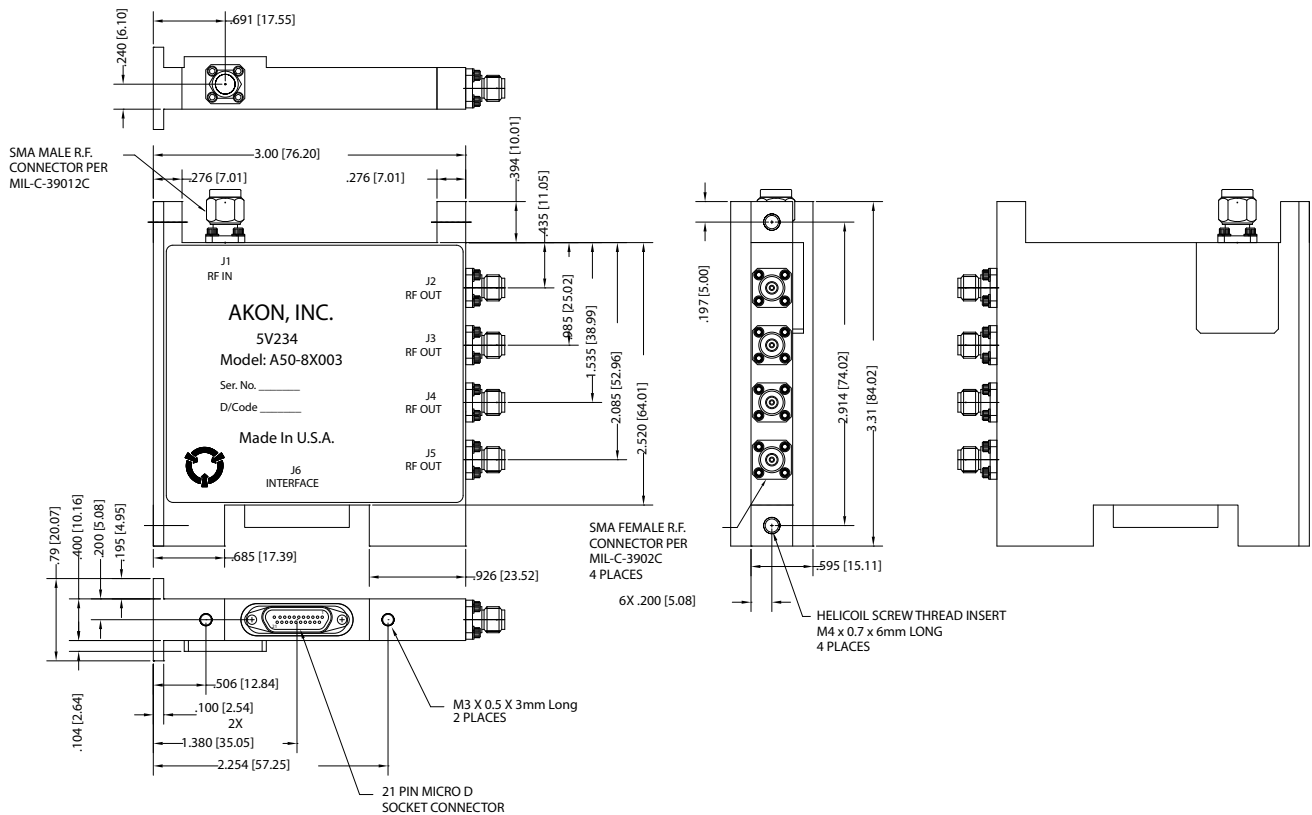 .691 [17.55]
.240 [6.10]
SMA MALE R.F.
CONNECTOR PER
MIL-C-39012C
3.00 [76.20]
.276 [7.01]
.276 [7.01]
.394 [10.01]
.435 [11.05]
.985 [25.02]
1.535 [38.99]
2.085 [52.96]
2.520 [64.01]
J1
RF IN
J2
RF OUT
AKON, INC.
5V234
Model: A50-8X003
J3
RF OUT
Ser. No. _______
D/Code _______
J4
RF OUT
Made In U.S.A.
J5
RF OUT
J6
INTERFACE
.197 [5.00]
2.914 [74.02]
3.31 [84.02]
SMA FEMALE R.F.
CONNECTOR PER
MIL-C-3902C
4 PLACES
.595 [15.11]
6X .200 [5.08]
HELICOIL SCREW THREAD INSERT
M4 x 0.7 x 6mm LONG
4 PLACES
.79 [20.07]
.400 [10.16]
.200 [5.08]
.195 [4.95]
.685 [17.39]
.926 [23.52]
.506 [12.84]
.100 [2.54]
2X
.104 [2.64]
1.380 [35.05]
2.254 [57.25]
M3 X 0.5 X 3mm Long
2 PLACES
21 PIN MICRO D
SOCKET CONNECTOR